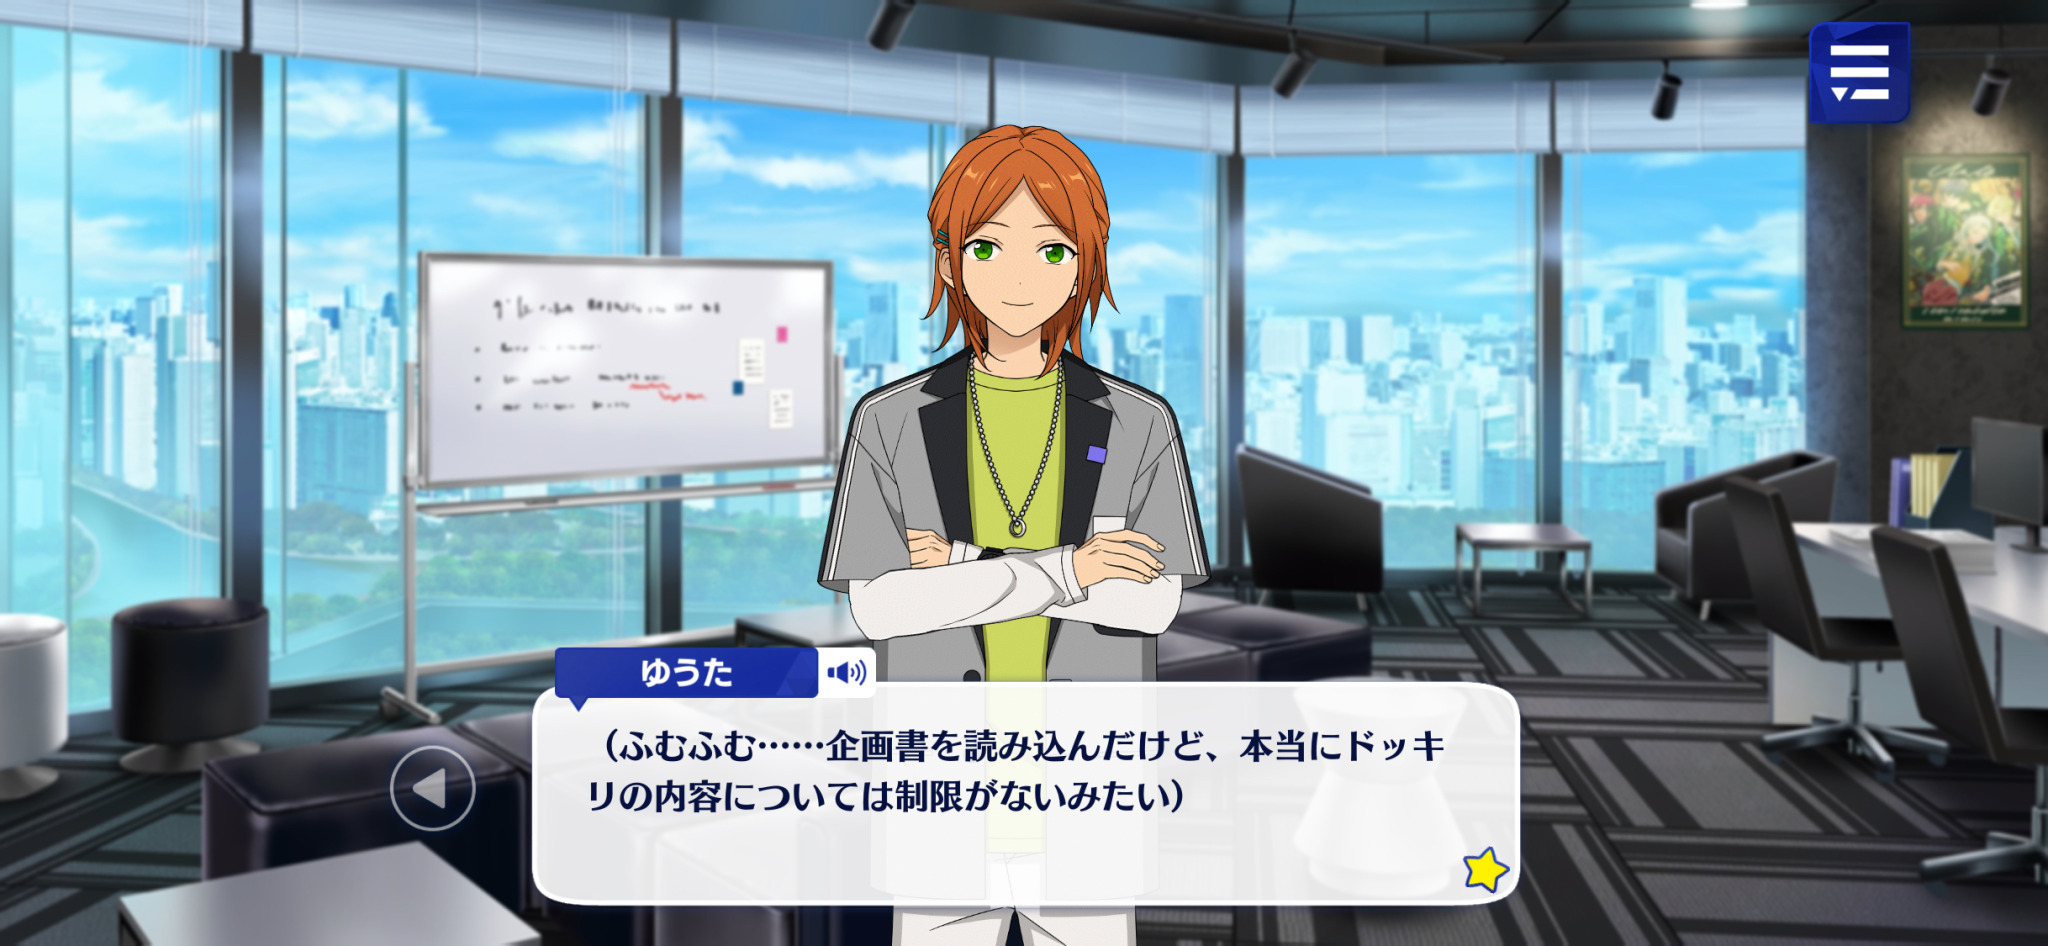 ゆうた
（ふむふむ……企画書を読み込んだけど、本当にドッキ
リの内容については制限がないみたい）